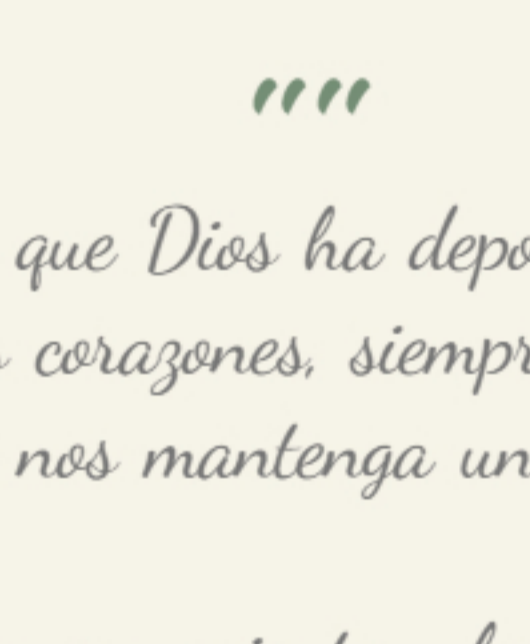 ""
que Dios ha depo
corazones, siempr
nos mantenga un